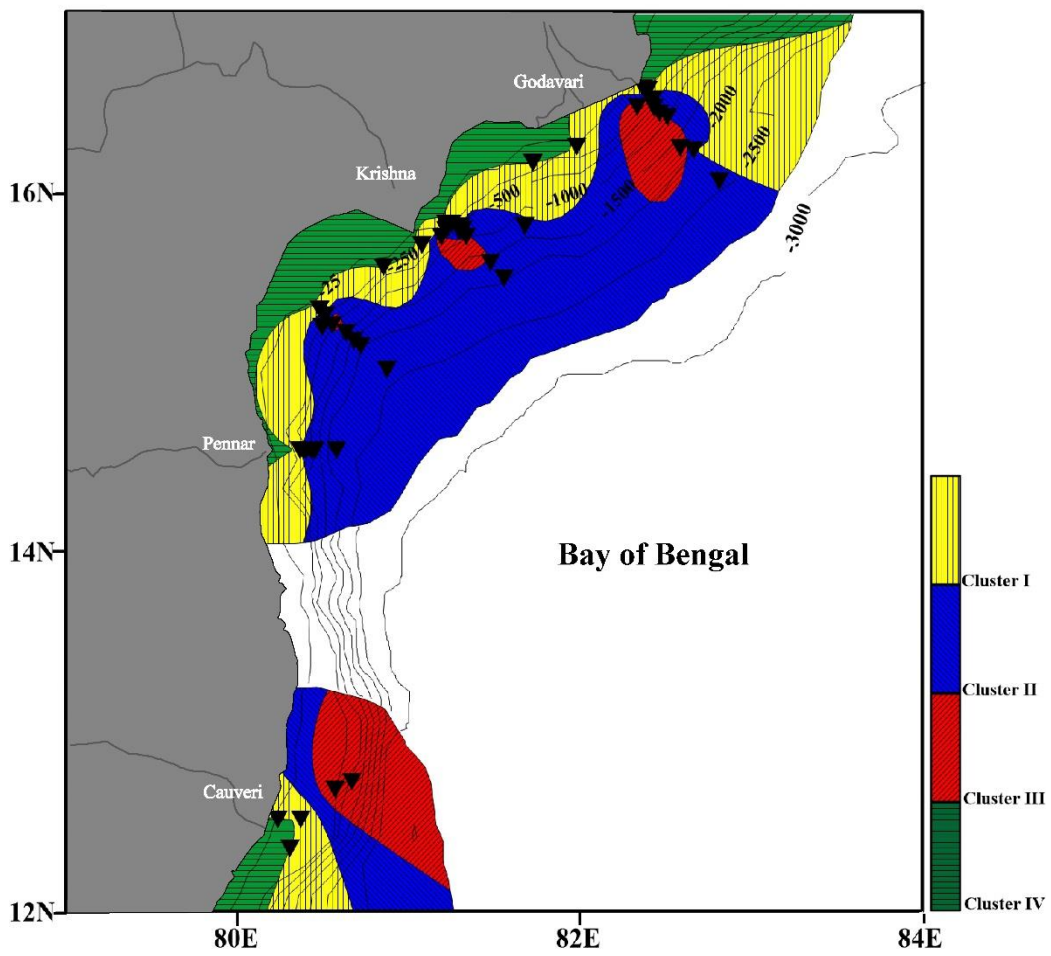 Godavari
-2000
-2500
Krishna
16N
-500
-1000
-1500
-3000
-250
-25
Pennar
14N
Bay of Bengal
Cluster I
Cluster II
Cauveri
Cluster III
Cluster IV
12N
80E
82E
84E